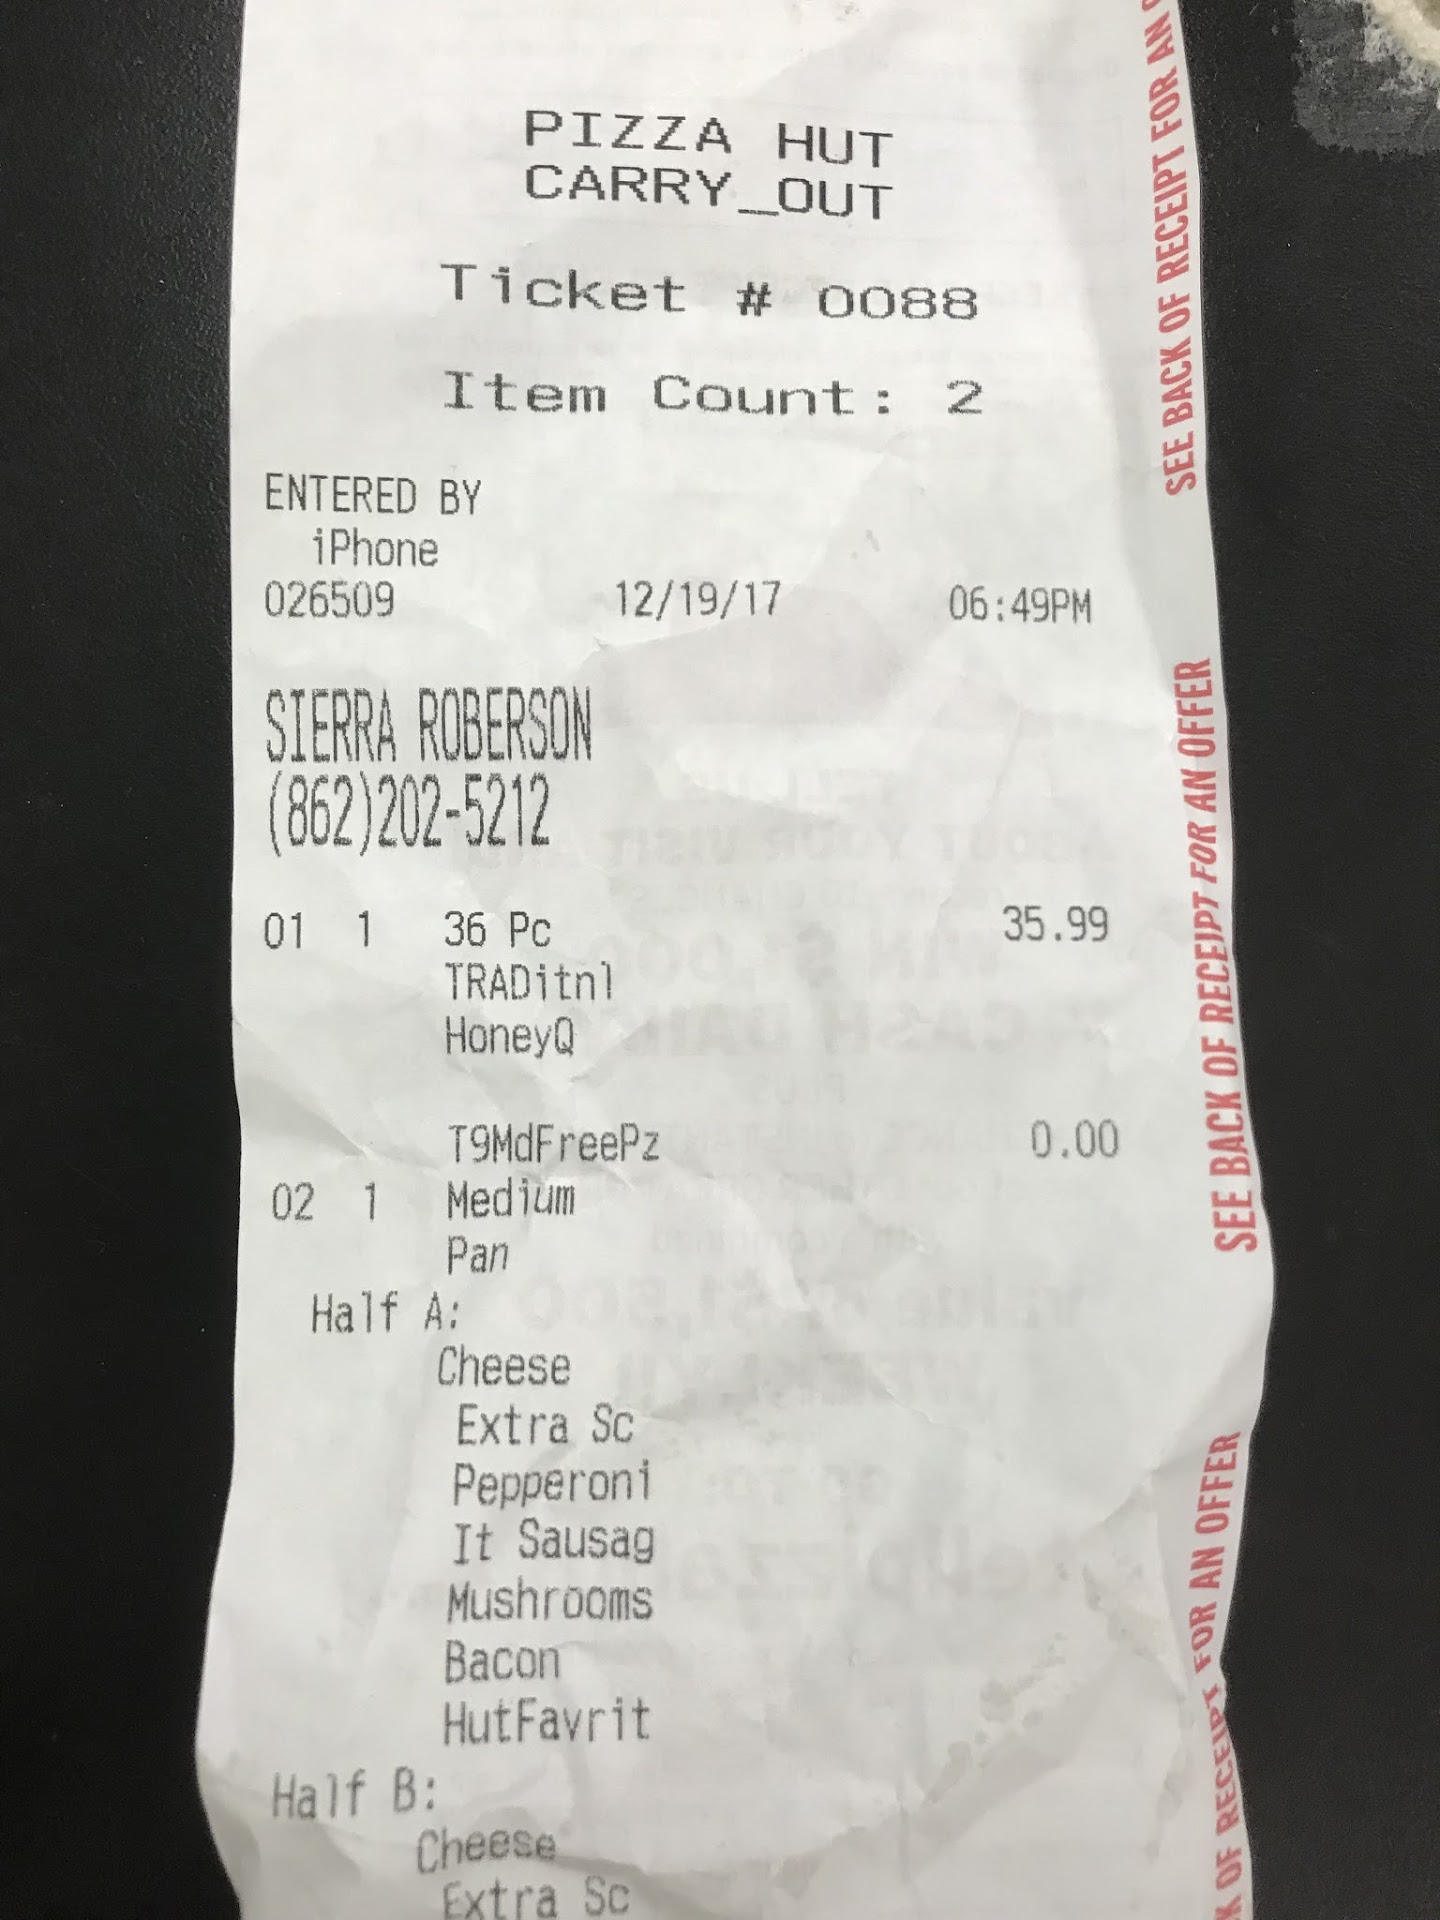 PIZZA HUT
CARRY_OUT
Ticket # 0088
Item Count: 2
ENTERED BY
iPhone
026509 12/19/17 06:49PM
SIERRA ROBERSON
(862)202-5212
01 1 36 Pc 35.99
TRADitnl
HoneyQ
T9MdFreePz 0.00
02 1 Medium
Pan
Half A:
Cheese
Extra Sc
Pepperoni
It Sausag
Mushrooms
Bacon
HutFavrit
Half B:
Cheese
Extra Sc
SEE BACK OF RECEIPT FOR AN
SEE BACK OF RECEIPT FOR AN OFFER
OF RECEIPT FOR AN OFFER